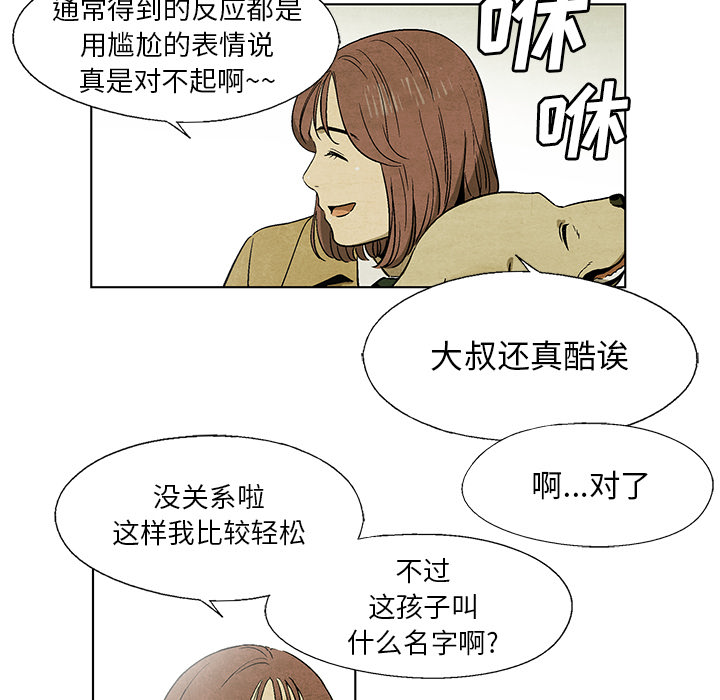 通常得到的反应都是
用尴尬的表情说
真是对不起啊~~
咻
咻
大叔还真酷诶
啊...对了
没关系啦
这样我比较轻松
不过
这孩子叫
什么名字啊?